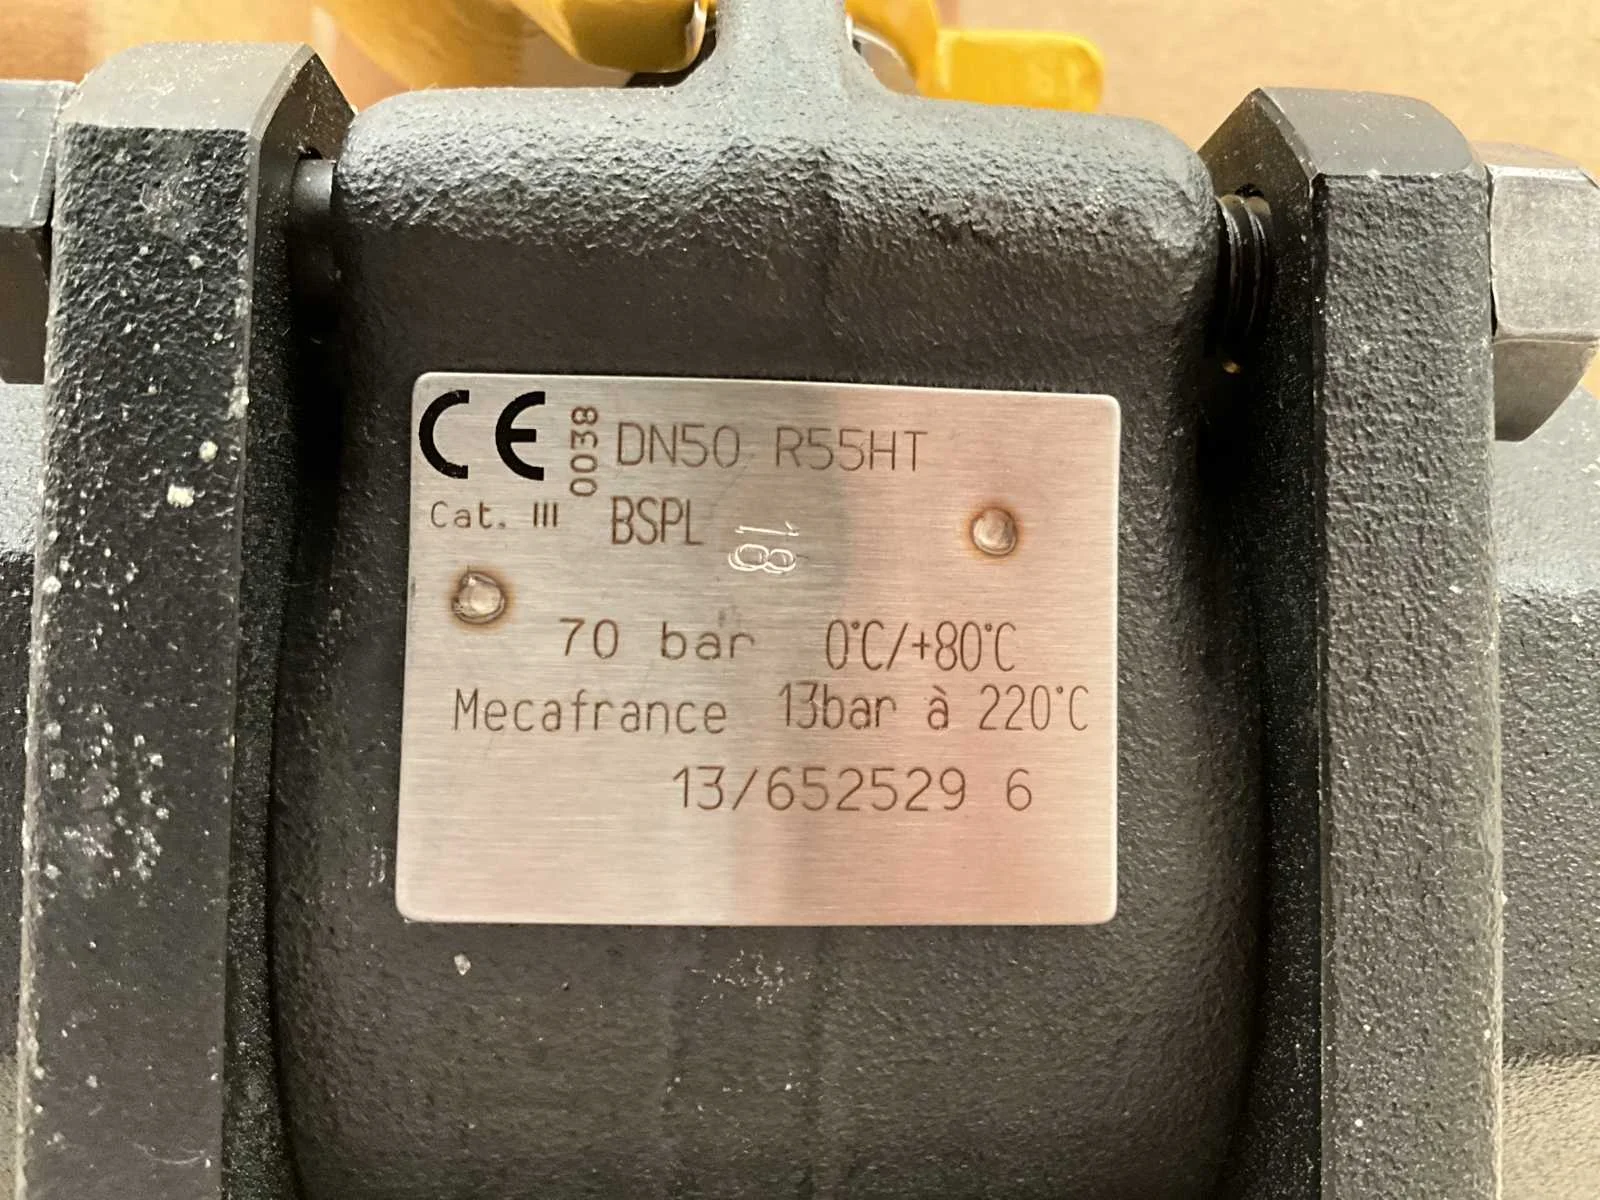 CE 0038 DN50 R55HT
Cat. III BSPL
18
70 bar 0°C/+80°C
Mecafrance 13bar à 220°C
13/652529 6